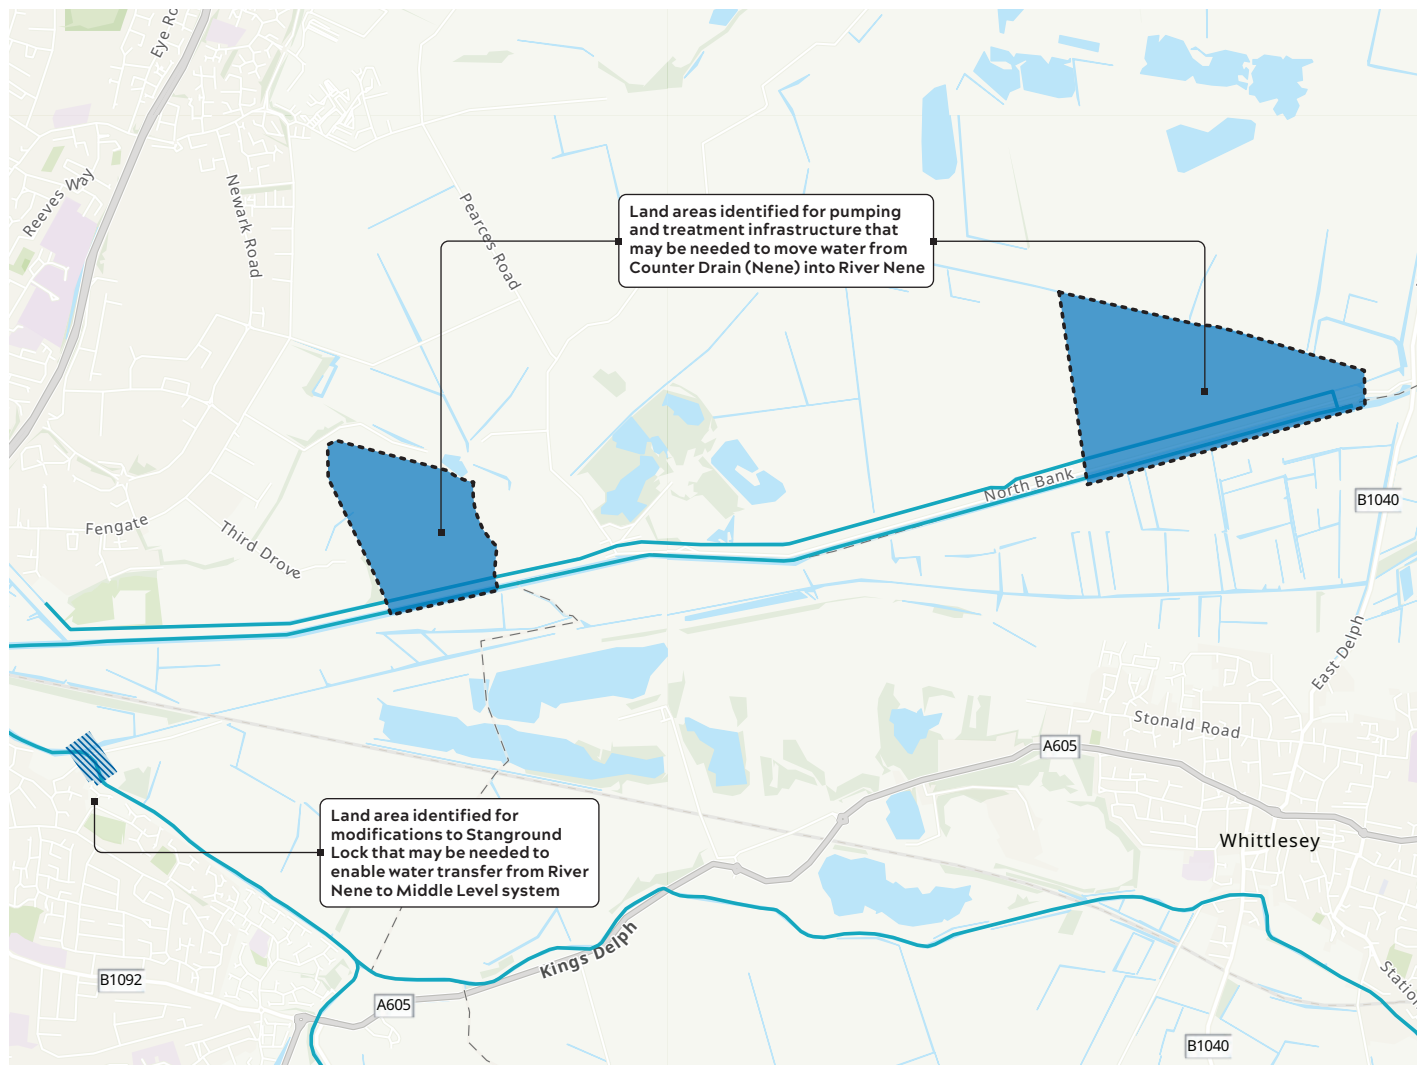 Eye Ro
Reeves Way
Newark Road
Pearces Road
Land areas identified for pumping
and treatment infrastructure that
may be needed to move water from
Counter Drain (Nene) into River Nene
North Bank
B1040
Fengate
Third Drove
East Delph
Stonald Road
A605
Whittlesey
Land area identified for
modifications to Stanground
Lock that may be needed to
enable water transfer from River
Nene to Middle Level system
Kings Delph
B1092
A605
Station
B1040